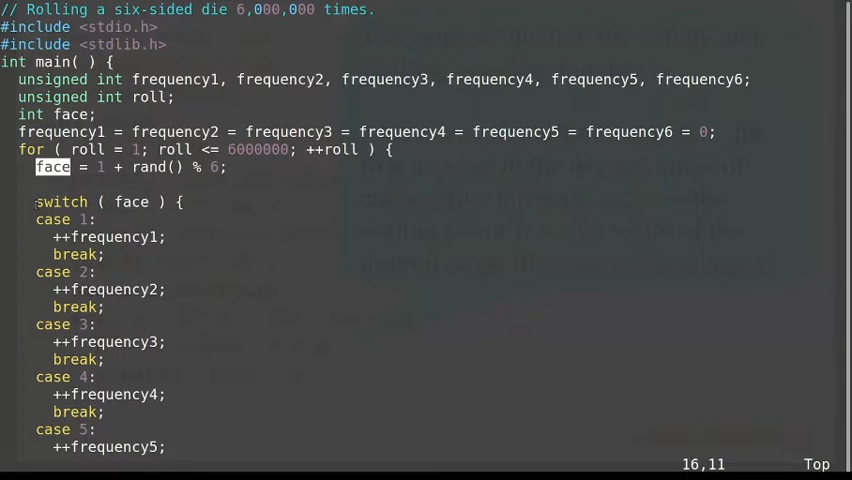 // Rolling a six-sided die 6,000,000 times.
#include <stdio.h>
#include <stdlib.h>
int main( ) {
  unsigned int frequency1, frequency2, frequency3, frequency4, frequency5, frequency6;
  unsigned int roll;
  int face;
  frequency1 = frequency2 = frequency3 = frequency4 = frequency5 = frequency6 = 0;
  for ( roll = 1; roll <= 6000000; ++roll ) {
    face = 1 + rand() % 6;
    switch ( face ) {
    case 1:
      ++frequency1;
      break;
    case 2:
      ++frequency2;
      break;
    case 3:
      ++frequency3;
      break;
    case 4:
      ++frequency4;
      break;
    case 5:
      ++frequency5;
16,11 Top